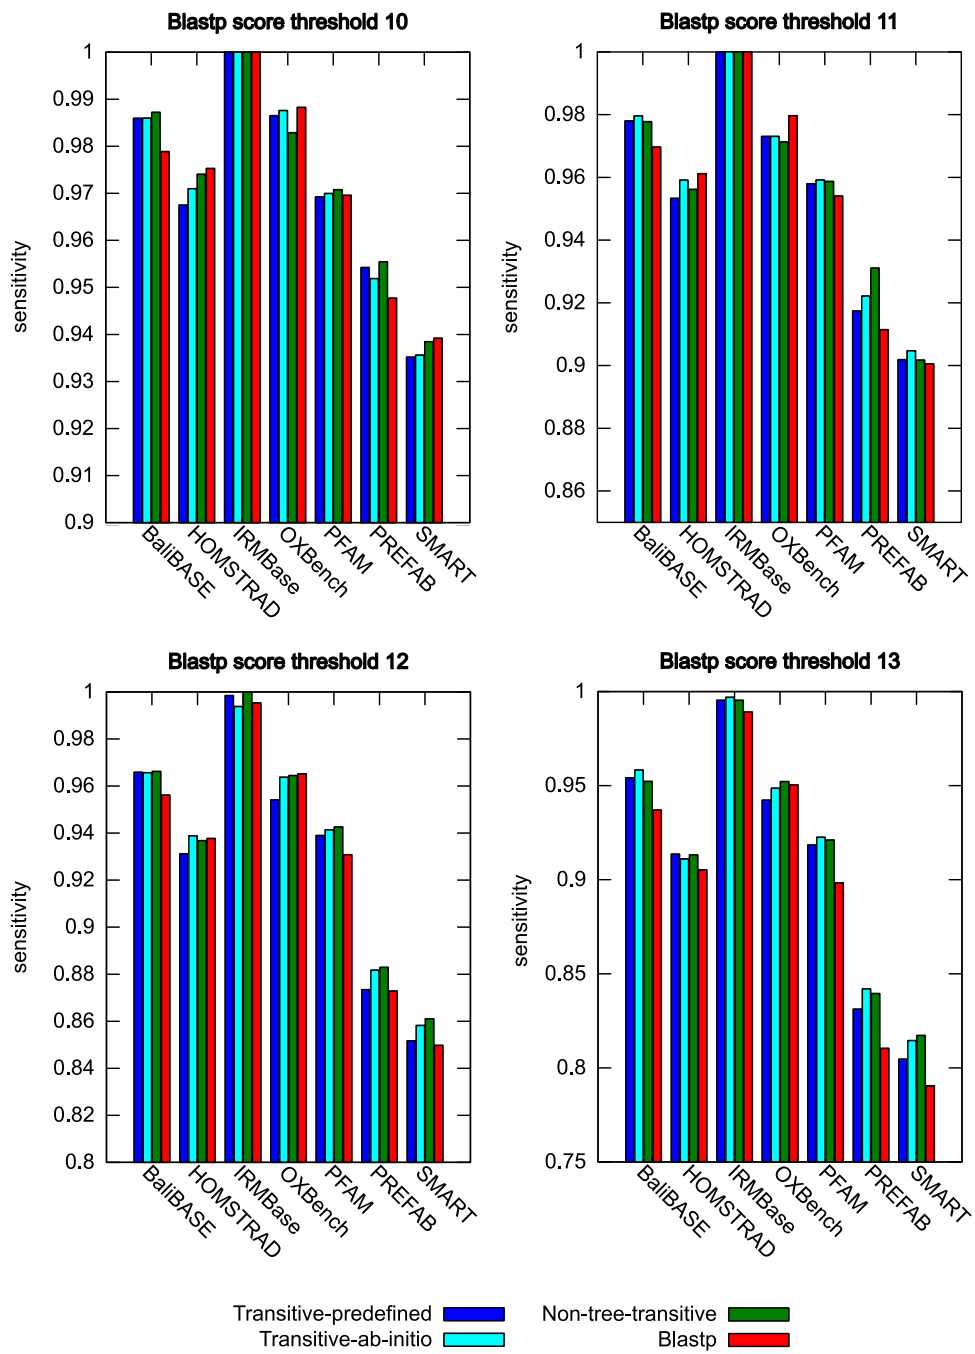 Blastp score threshold 10
1
0.99
0.98
0.97
0.96
0.95
0.94
0.93
0.92
0.91
0.9
sensitivity
BaliBASE
HOMSTRAD
IRMBase
OXBench
PFAM
PREFAB
SMART
Blastp score threshold 11
1
0.98
0.96
0.94
0.92
0.9
0.88
0.86
sensitivity
BaliBASE
HOMSTRAD
IRMBase
OXBench
PFAM
PREFAB
SMART
Blastp score threshold 12
1
0.98
0.96
0.94
0.92
0.9
0.88
0.86
0.84
0.82
0.8
sensitivity
BaliBASE
HOMSTRAD
IRMBase
OXBench
PFAM
PREFAB
SMART
Blastp score threshold 13
1
0.95
0.9
0.85
0.8
0.75
sensitivity
BaliBASE
HOMSTRAD
IRMBase
OXBench
PFAM
PREFAB
SMART
Transitive-predefined
Transitive-ab-initio
Non-tree-transitive
Blastp